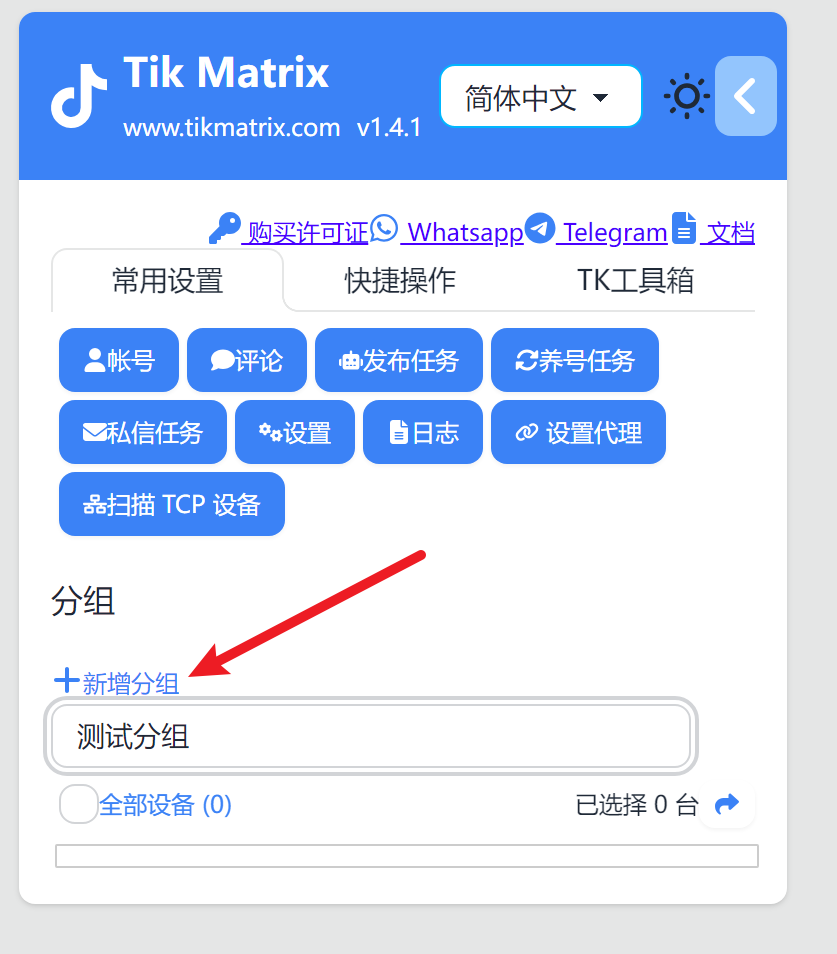 Tik Matrix
www.tikmatrix.com v1.4.1
简体中文
购买许可证 Whatsapp Telegram 文档
常用设置 快捷操作 TK工具箱
帐号 评论 发布任务 养号任务
私信任务 设置 日志 设置代理
扫描 TCP 设备
分组
新增分组
测试分组
全部设备 (0) 已选择 0 台